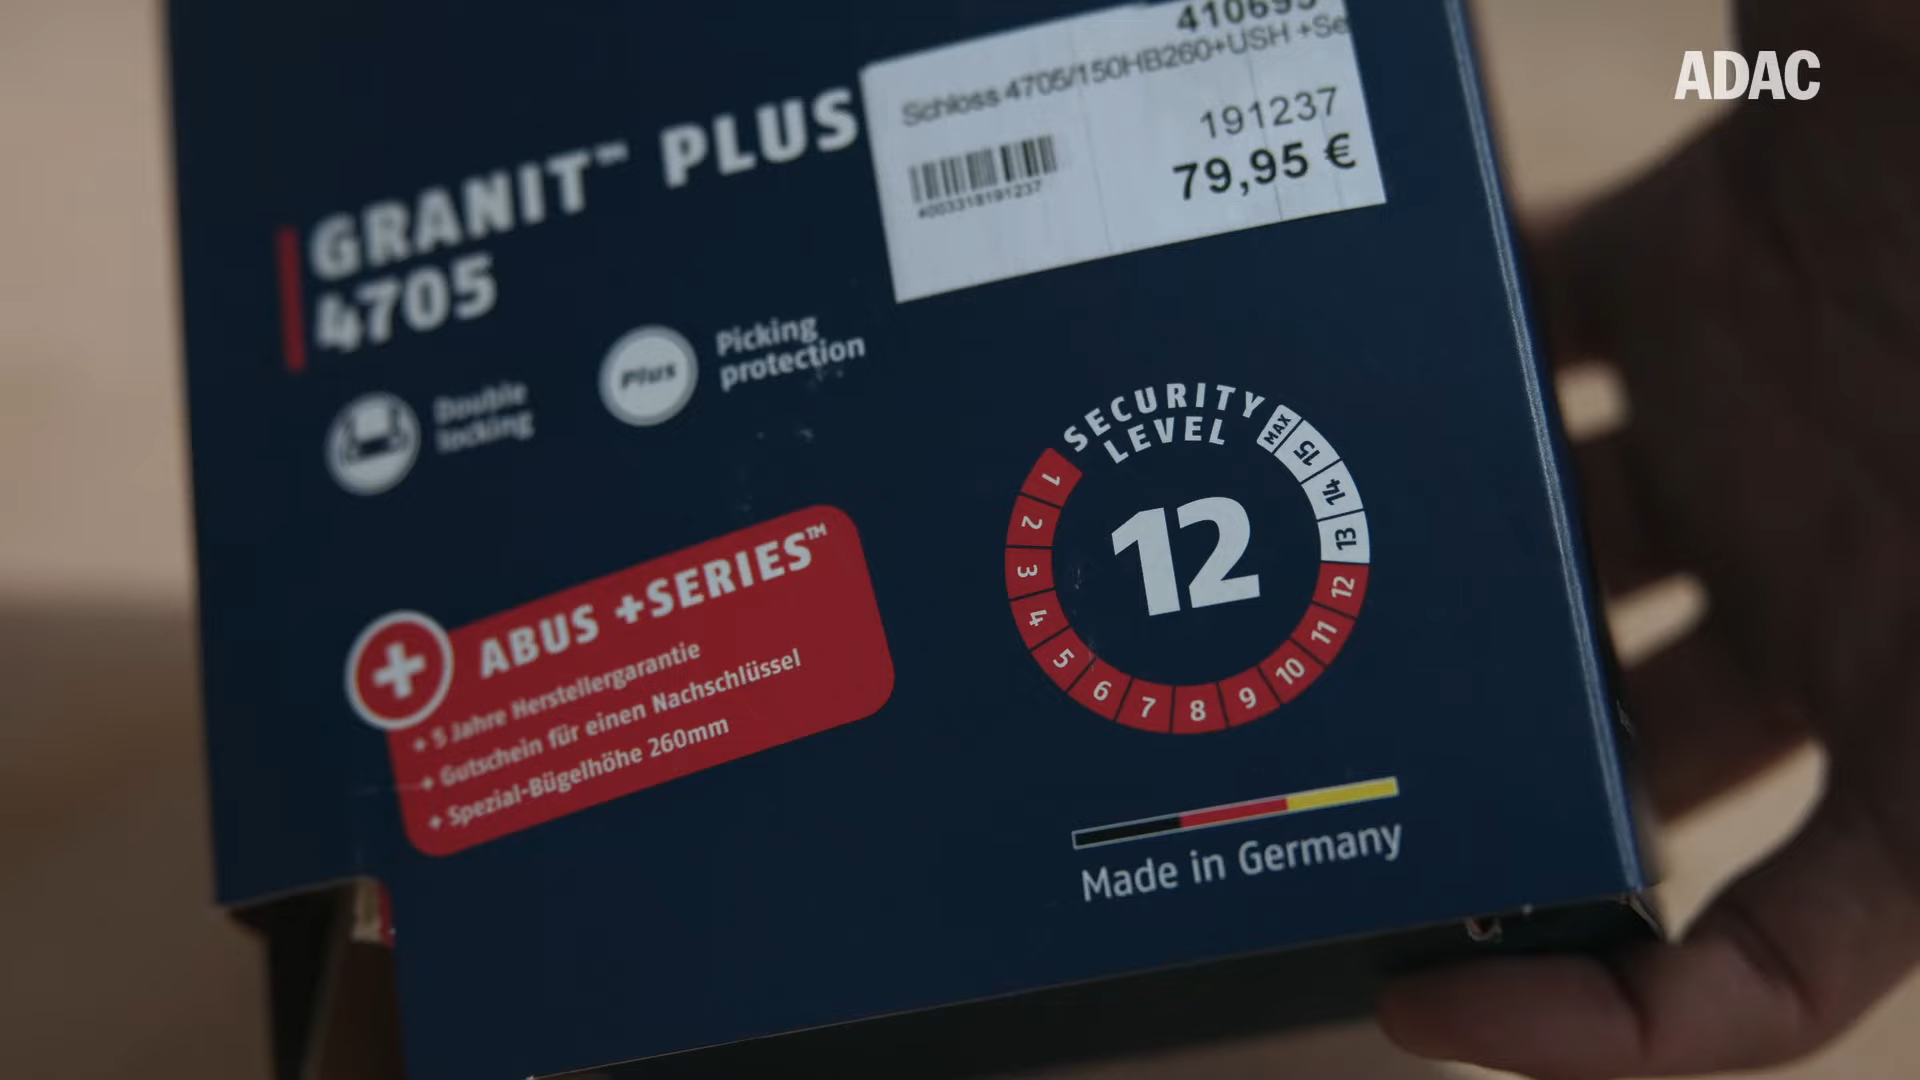 ADAC
410695
Schloss 4705/150HB260+USH +Se
191237
79,95 €
4003318191237
GRANIT™ PLUS
4705
Double
locking
Plus
Picking
protection
SECURITY
LEVEL
1 2 3 4 5 6 7 8 9 10 11 12 13 14 15 MAX
12
ABUS +SERIES™
+ 5 Jahre Herstellergarantie
+ Gutschein für einen Nachschlüssel
+ Spezial-Bügelhöhe 260mm
Made in Germany